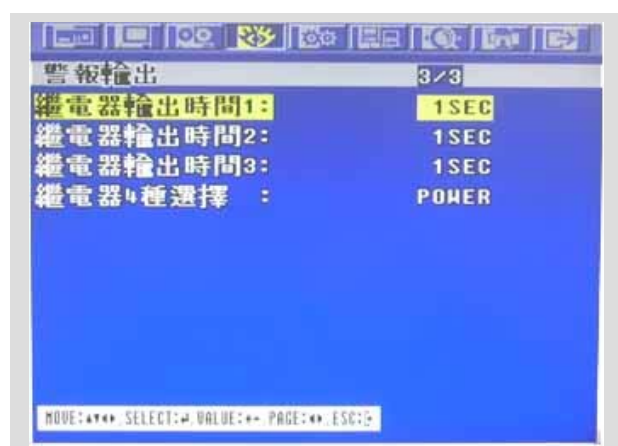 警報輸出 3/3
繼電器輸出時間1: 1SEC
繼電器輸出時間2: 1SEC
繼電器輸出時間3: 1SEC
繼電器4種選擇 : POWER
MOVE:▲▼◀▶, SELECT:↵, VALUE:+-, PAGE:◀▶, ESC: